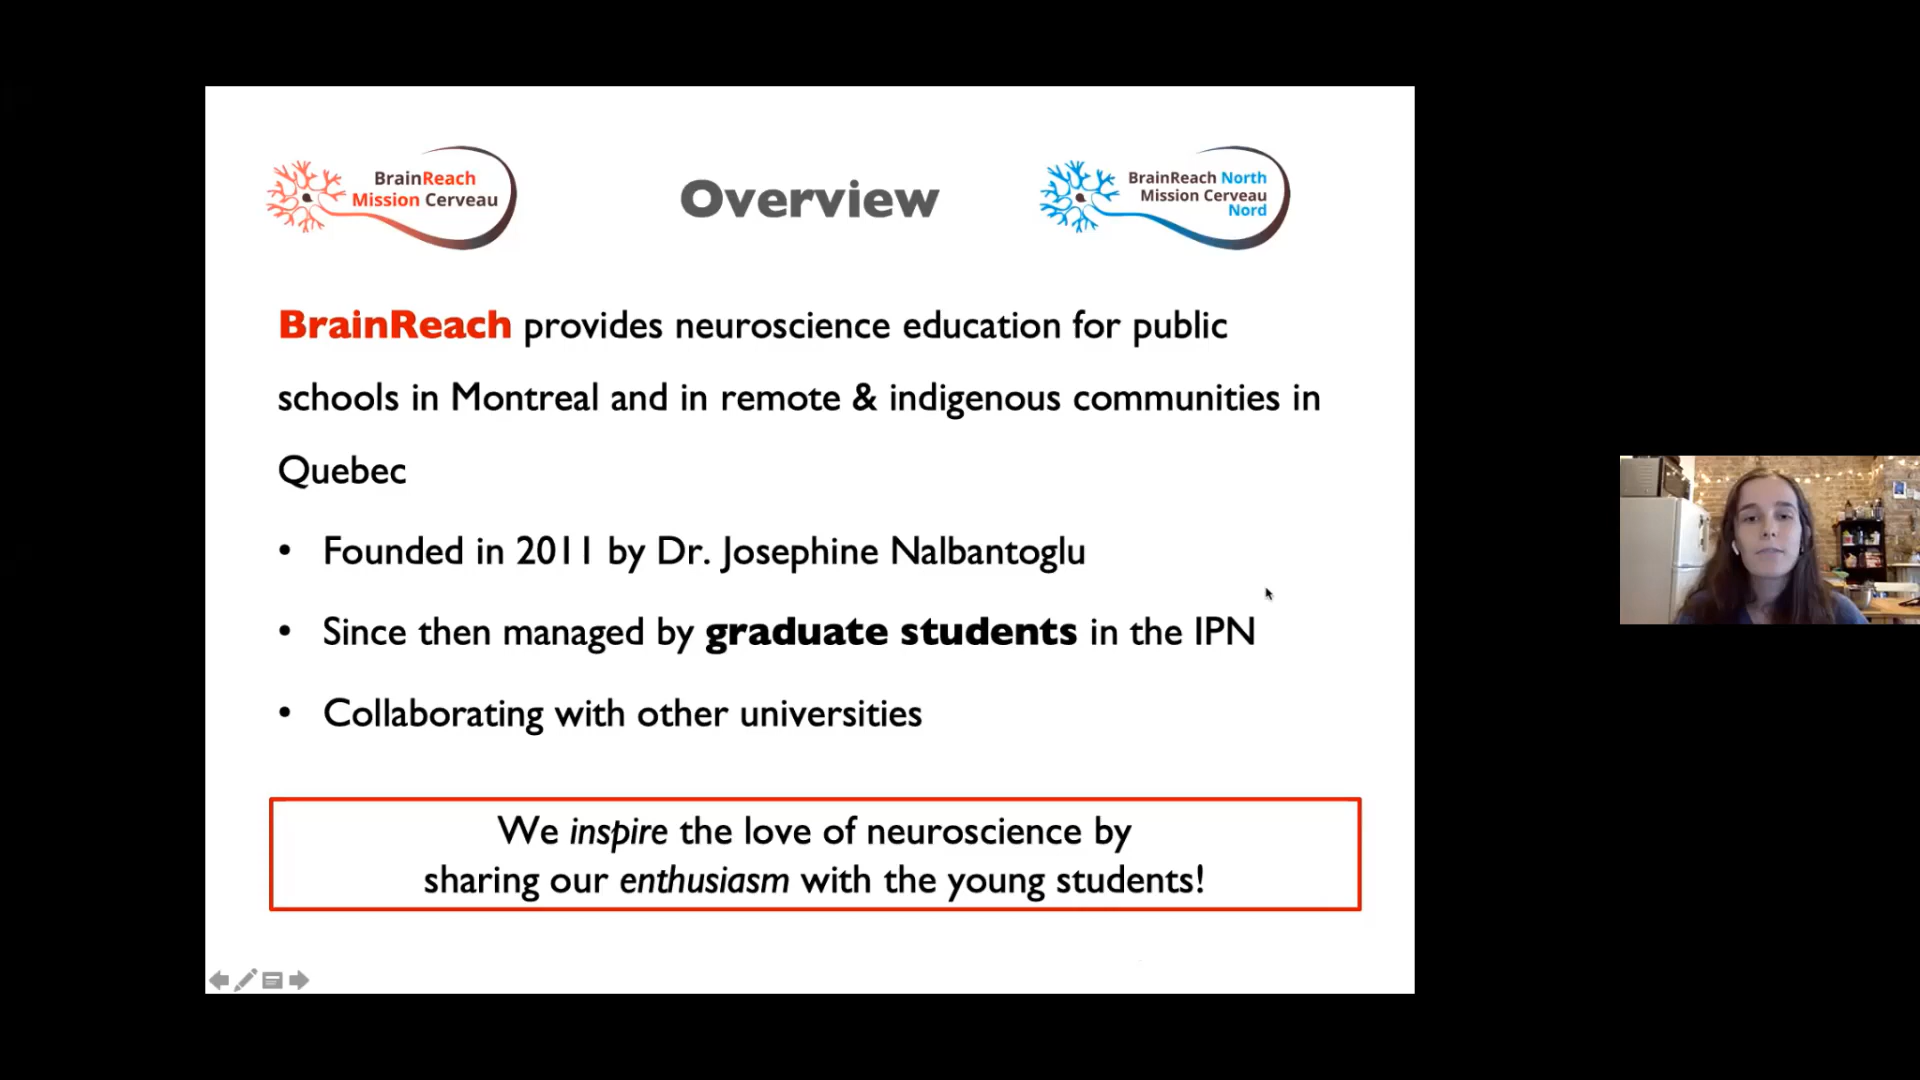 BrainReach
Mission Cerveau
Overview
BrainReach North
Mission Cerveau
Nord
BrainReach provides neuroscience education for public
schools in Montreal and in remote & indigenous communities in
Quebec
• Founded in 2011 by Dr. Josephine Nalbantoglu
• Since then managed by graduate students in the IPN
• Collaborating with other universities
We inspire the love of neuroscience by
sharing our enthusiasm with the young students!